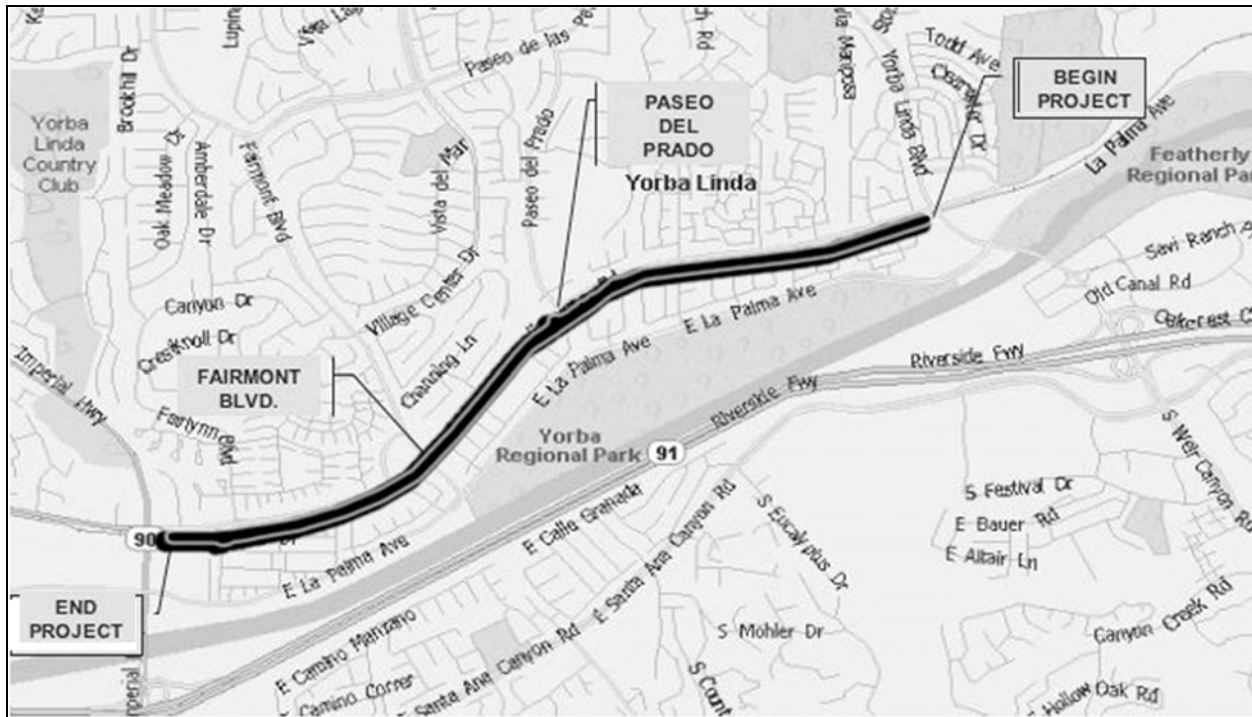 Brookhill Dr
Paseo de las
Rd
Mariposa
Todd Ave
BEGIN
PROJECT
Yorba
Linda
Country
Club
Oak Meadow Dr
Amberdale Dr
Fairmont Blvd
Vista del Mar
Paseo del Prado
PASEO
DEL
PRADO
Yorba Linda
Yorba Linda Blvd
La Palma Ave
Featherly
Regional Par
Savi Ranch
Old Canal Rd
Canyon Dr
Crestknoll Dr
Village Center Dr
E La Palma Ave
E La Palma Ave
Riverside Fwy
Riverside Fwy
Imperial Hwy
FAIRMONT
BLVD.
Channing Ln
Blvd
Yorba
Regional Park
91
S Weir Canyon Rd
S Festival Dr
E Bauer Rd
E Altair Ln
90
E La Palma Ave
E Calle Granada
E Santa Ana Canyon Rd
S Eucalyptus Dr
END
PROJECT
E Camino Manzano
S Mohler Dr
Canyon Creek Rd
Imperial
Camino Correr
Santa Ana Canyon Rd
Hollow Oak Rd